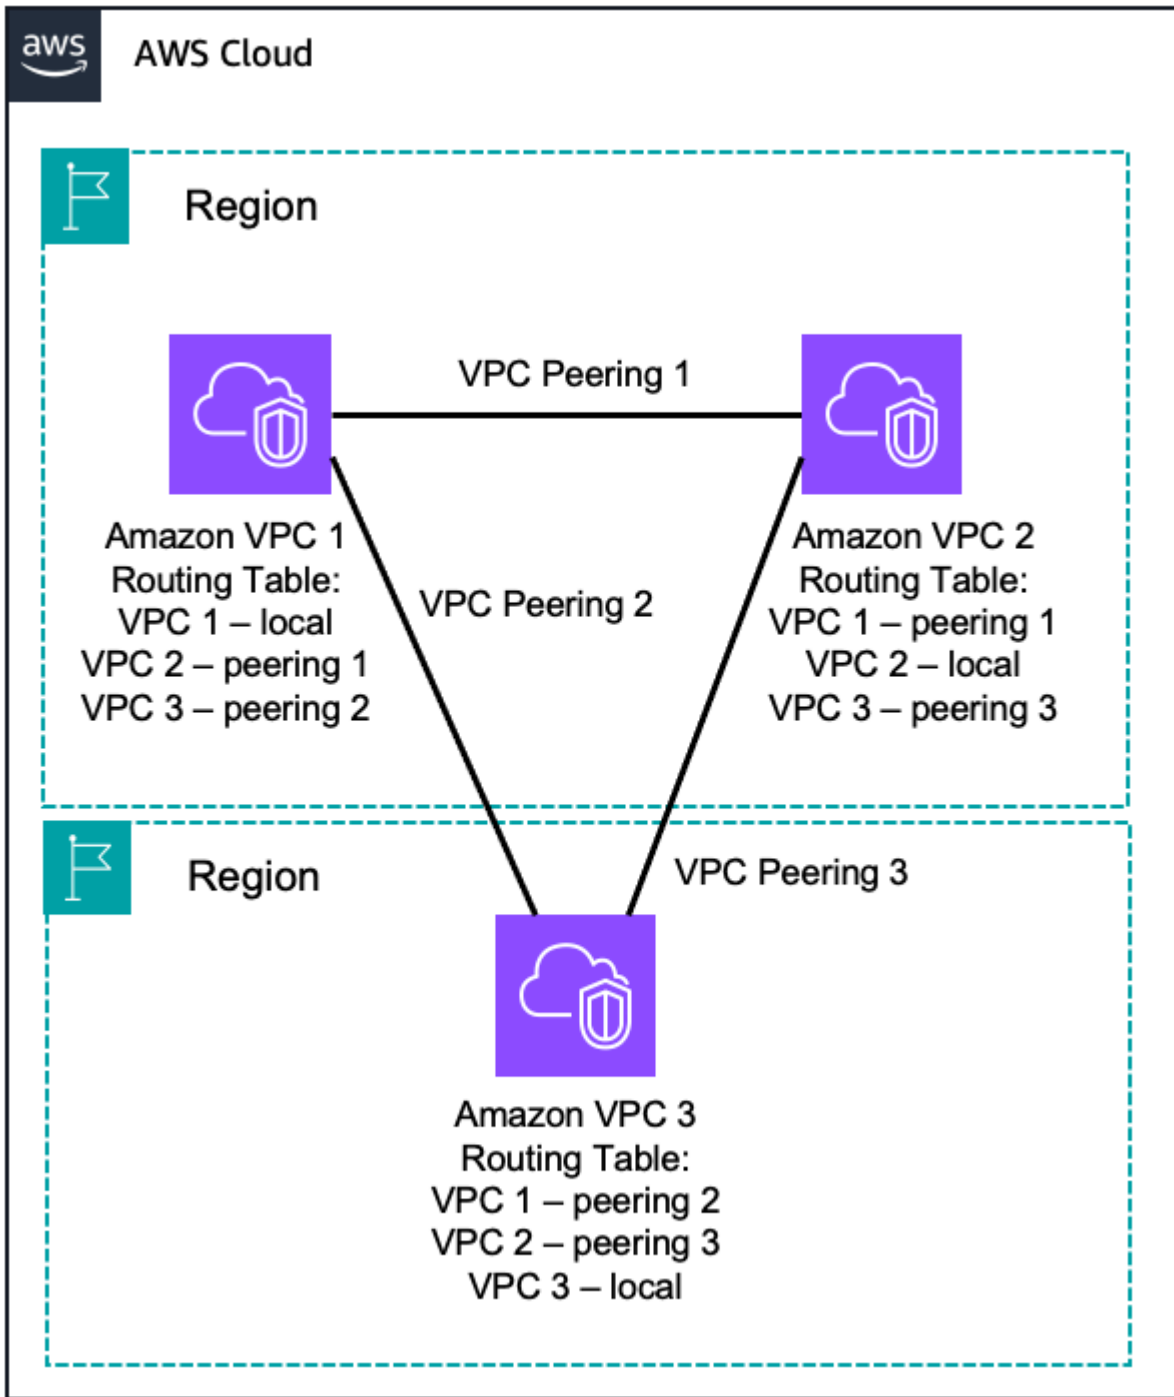 aws
AWS Cloud
Region
VPC Peering 1
Amazon VPC 1
Routing Table:
VPC 1 – local
VPC 2 – peering 1
VPC 3 – peering 2
VPC Peering 2
Amazon VPC 2
Routing Table:
VPC 1 – peering 1
VPC 2 – local
VPC 3 – peering 3
Region
VPC Peering 3
Amazon VPC 3
Routing Table:
VPC 1 – peering 2
VPC 2 – peering 3
VPC 3 – local